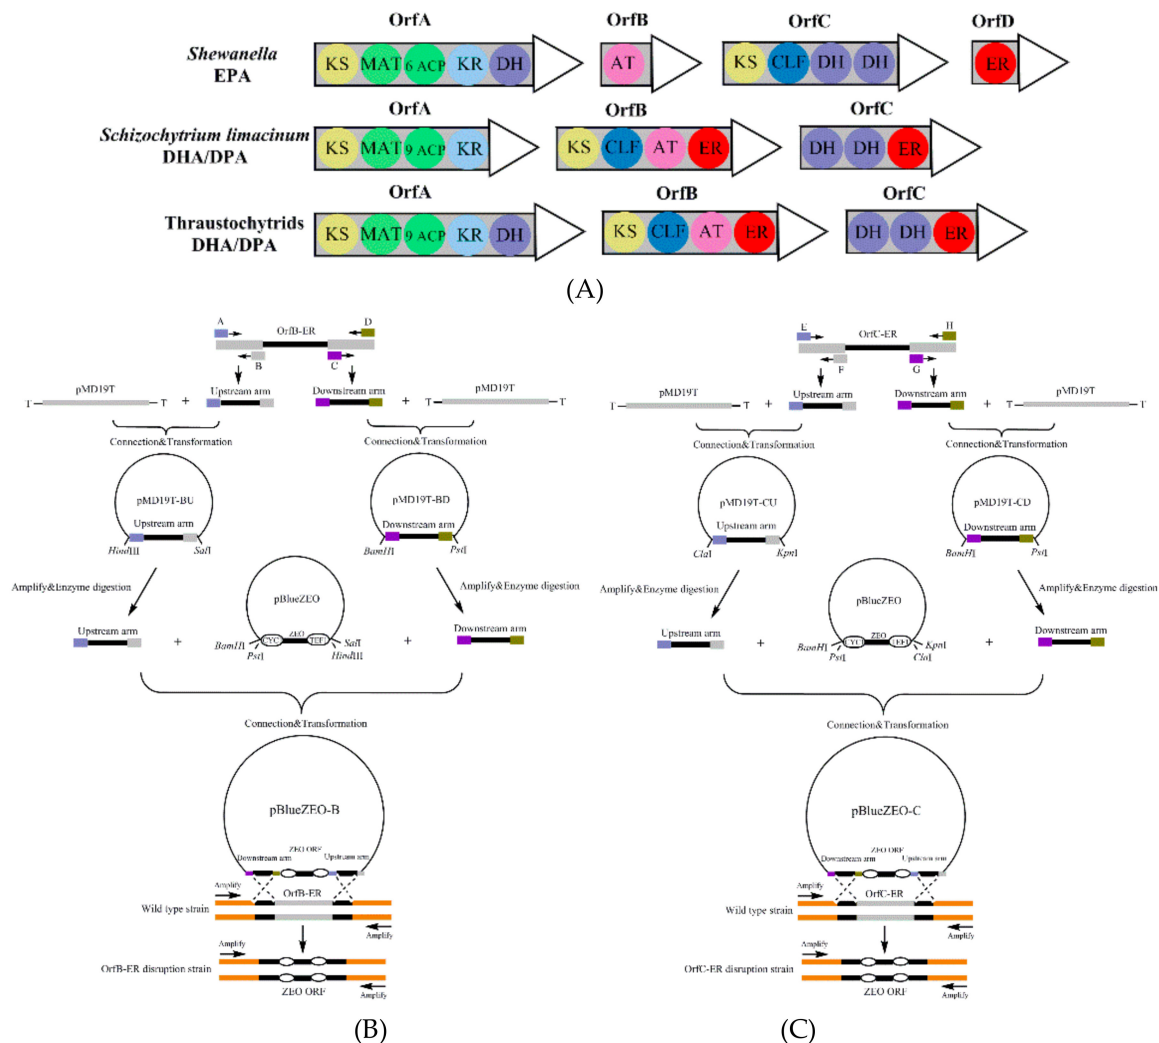 OrfA OrfB OrfC OrfD
Shewanella
EPA
KS MAT 6 ACP KR DH AT KS CLF DH DH ER
OrfA OrfB OrfC
Schizochytrium limacinum
DHA/DPA
KS MAT 9 ACP KR KS CLF AT ER DH DH ER
OrfA OrfB OrfC
Thraustochytrids
DHA/DPA
KS MAT 9 ACP KR DH KS CLF AT ER DH DH ER
(A)
A OrfB-ER D
B C
pMD19T Upstream arm Downstream arm pMD19T
T T + + T T
Connection&Transformation Connection&Transformation
pMD19T-BU pMD19T-BD
Upstream arm Downstream arm
HindIII SalI BamHI PstI
Amplify&Enzyme digestion Amplify&Enzyme digestion
pBlueZEO
Upstream arm + CYC ZEO TEF1 + Downstream arm
BamHI SalI
PstI HindIII
Connection&Transformation
pBlueZEO-B
ZEO ORF
Downstream arm Upstream arm
Amplify
OrfB-ER
Wild type strain
Amplify
Amplify
OrfB-ER disruption strain
ZEO ORF Amplify
(B)
E OrfC-ER H
F G
pMD19T Upstream arm Downstream arm pMD19T
T T + + T T
Connection&Transformation Connection&Transformation
pMD19T-CU pMD19T-CD
Upstream arm Downstream arm
ClaI KpnI BamHI PstI
Amplify&Enzyme digestion Amplify&Enzyme digestion
pBlueZEO
Upstream arm + CYC ZEO TEF1 + Downstream arm
BamHI KpnI
PstI ClaI
Connection&Transformation
pBlueZEO-C
ZEO ORF
Downstream arm Upstream arm
Amplify
OrfC-ER
Wild type strain
Amplify
Amplify
OrfC-ER disruption strain
ZEO ORF Amplify
(C)